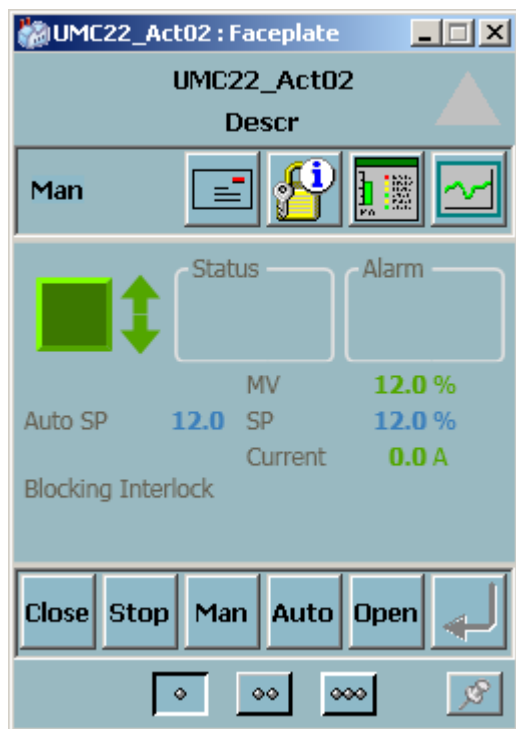 UMC22_Act02 : Faceplate
UMC22_Act02
Descr
Man
Status
Alarm
MV 12.0 %
Auto SP 12.0 SP 12.0 %
Current 0.0 A
Blocking Interlock
Close Stop Man Auto Open